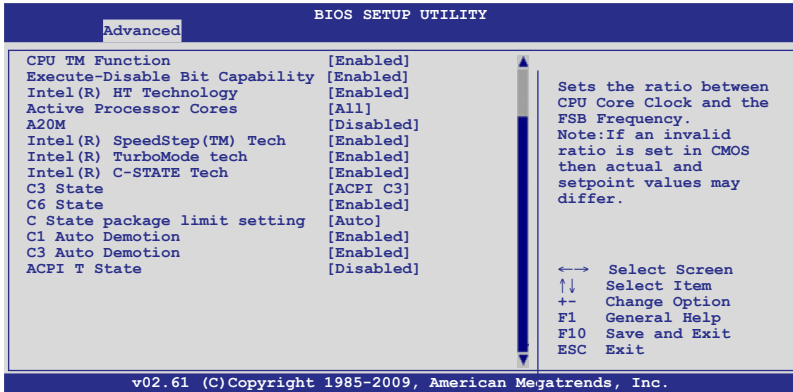 BIOS SETUP UTILITY
Advanced
CPU TM Function [Enabled]
Execute-Disable Bit Capability [Enabled]
Intel(R) HT Technology [Enabled]
Active Processor Cores [All]
A20M [Disabled]
Intel(R) SpeedStep(TM) Tech [Enabled]
Intel(R) TurboMode tech [Enabled]
Intel(R) C-STATE Tech [Enabled]
C3 State [ACPI C3]
C6 State [Enabled]
C State package limit setting [Auto]
C1 Auto Demotion [Enabled]
C3 Auto Demotion [Enabled]
ACPI T State [Disabled]
Sets the ratio between
CPU Core Clock and the
FSB Frequency.
Note:If an invalid
ratio is set in CMOS
then actual and
setpoint values may
differ.
←→ Select Screen
↑↓ Select Item
+- Change Option
F1 General Help
F10 Save and Exit
ESC Exit
v02.61 (C)Copyright 1985-2009, American Megatrends, Inc.